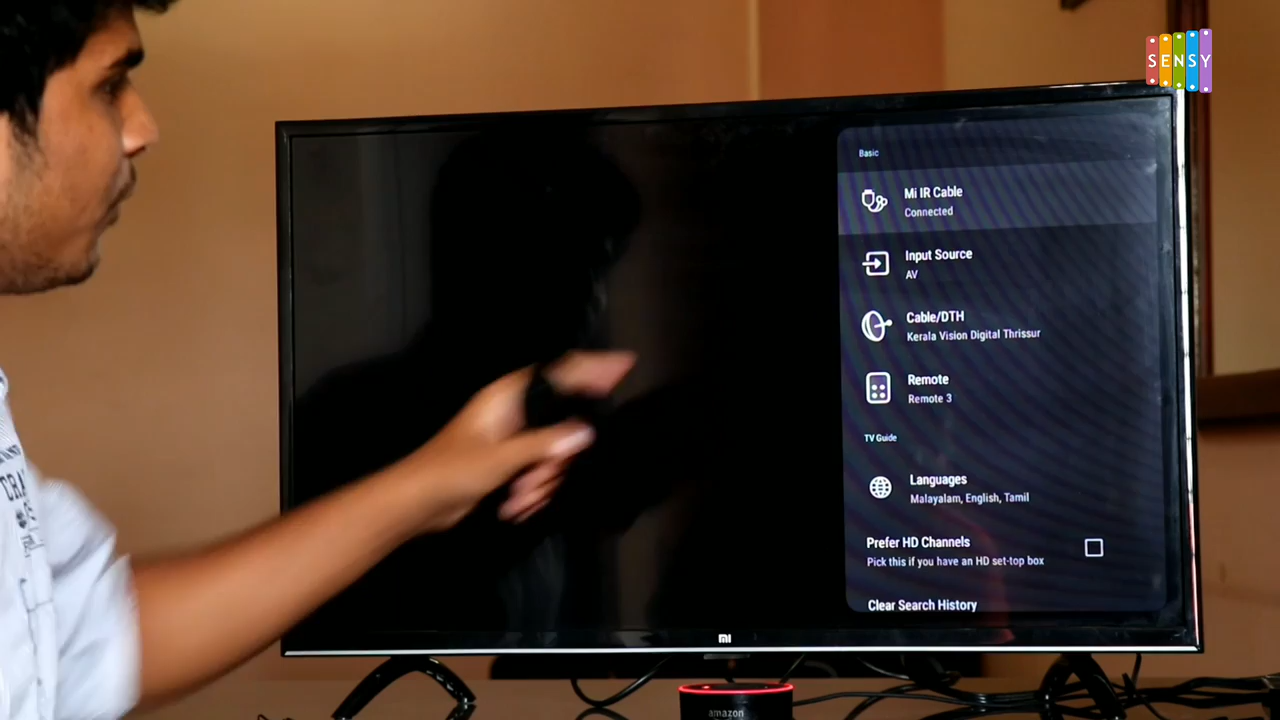 SENSY
Basic
Mi IR Cable
Connected
Input Source
AV
Cable/DTH
Kerala Vision Digital Thrissur
Remote
Remote 3
TV Guide
Languages
Malayalam, English, Tamil
Prefer HD Channels
Pick this if you have an HD set-top box
Clear Search History
mi
amazon